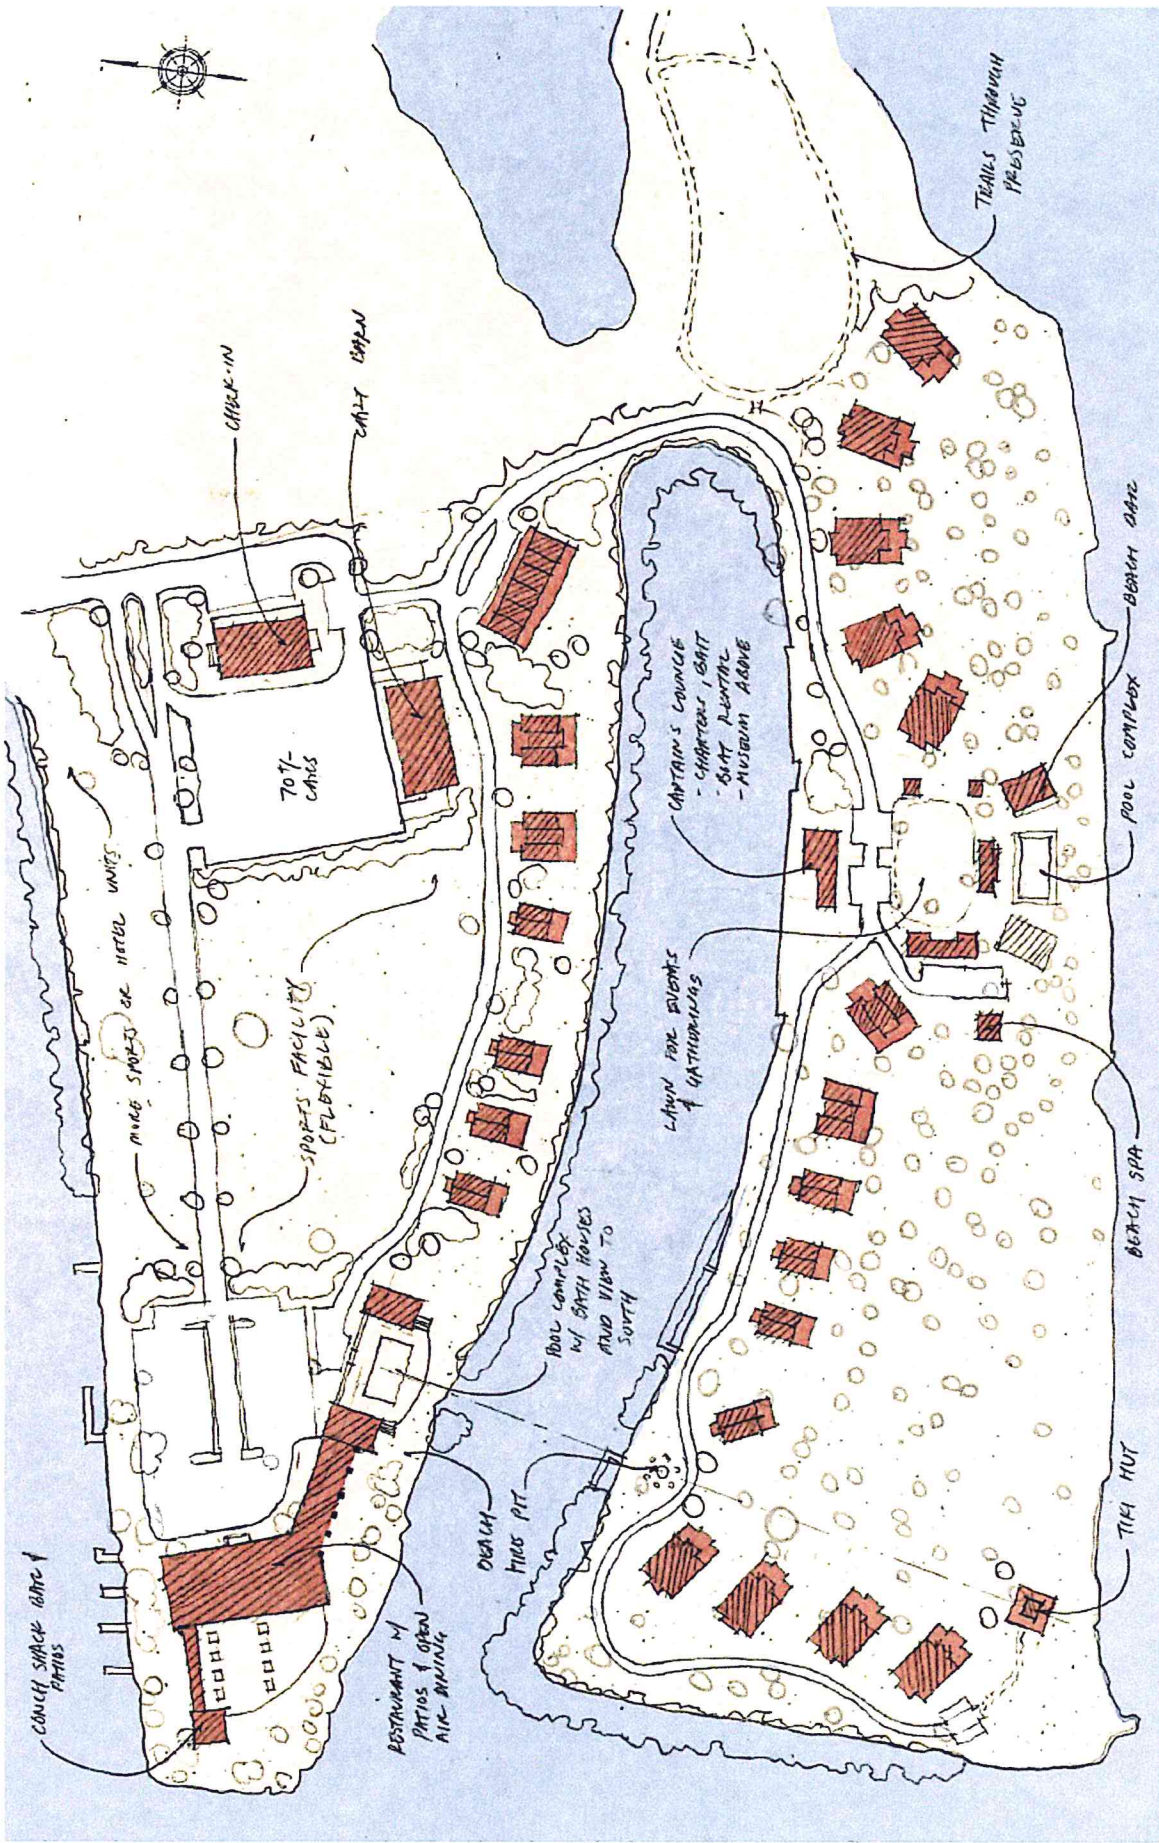 CONCH SHACK BAR &
PATIOS
MORE SPORTS OR HOTEL UNITS
CHECK-IN
CART BARN
70+/-
CARS
SPORTS FACILITY
(FLEXIBLE)
RESTAURANT W/
PATIOS & OPEN
AIR DINING
BEACH
FIRE PIT
POOL COMPLEX
W/ BATH HOUSES
AND VIEW TO
SOUTH
LAWN FOR EVENTS
& GATHERINGS
CAPTAIN'S LOUNGE
- CHARTERS, BAIT
- BOAT RENTAL
- MUSEUM ABOVE
TRAILS THROUGH
PRESERVE
TIKI HUT
BEACH SPA
POOL COMPLEX
BEACH BAR